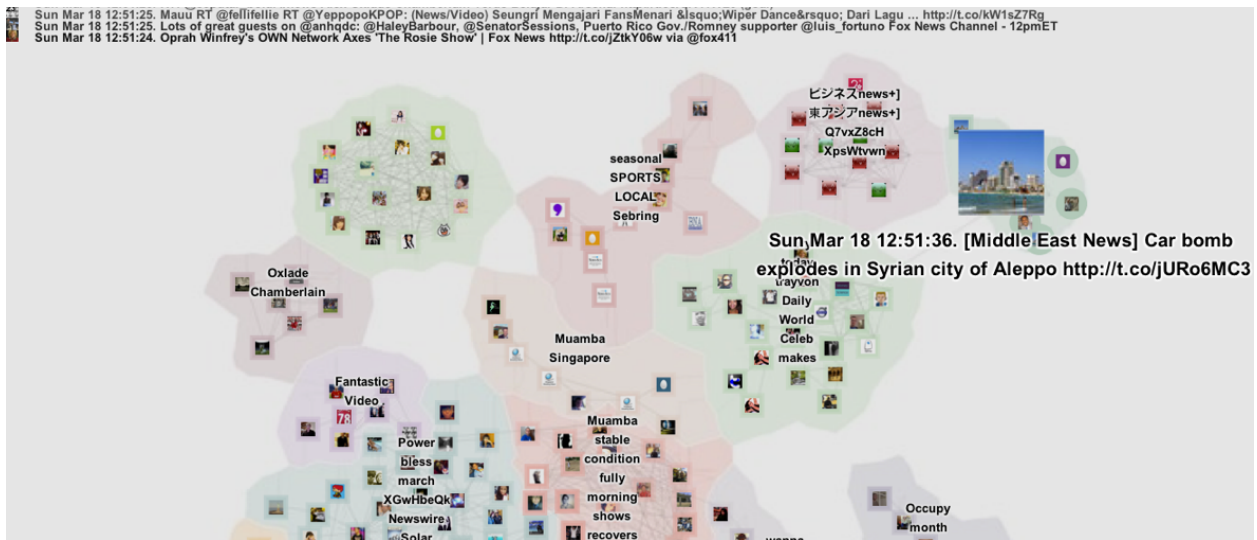 Sun Mar 18 12:51:25. Mauu RT @fellifellie RT @YeppopoKPOP: (News/Video) Seungri Mengajari FansMenari &lsquo;Wiper Dance&rsquo; Dari Lagu ... http://t.co/kW1sZ7Rg
Sun Mar 18 12:51:25. Lots of great guests on @anhqdc: @HaleyBarbour, @SenatorSessions, Puerto Rico Gov./Romney supporter @luis_fortuno Fox News Channel - 12pmET
Sun Mar 18 12:51:24. Oprah Winfrey's OWN Network Axes 'The Rosie Show' | Fox News http://t.co/jZtkY06w via @fox411
ビジネスnews+]
東アジアnews+]
Q7vxZ8cH
XpsWtvwn
seasonal
SPORTS
LOCAL
Sebring
Sun Mar 18 12:51:36. [Middle East News] Car bomb
explodes in Syrian city of Aleppo http://t.co/jURo6MC3
today
trayvon
Daily
World
Celeb
makes
Oxlade
Chamberlain
Muamba
Singapore
Fantastic
Video
78
Muamba
stable
condition
fully
morning
shows
recovers
Power
bless
march
XGwHbeQk
Newswire
Solar
Occupy
month
wanna